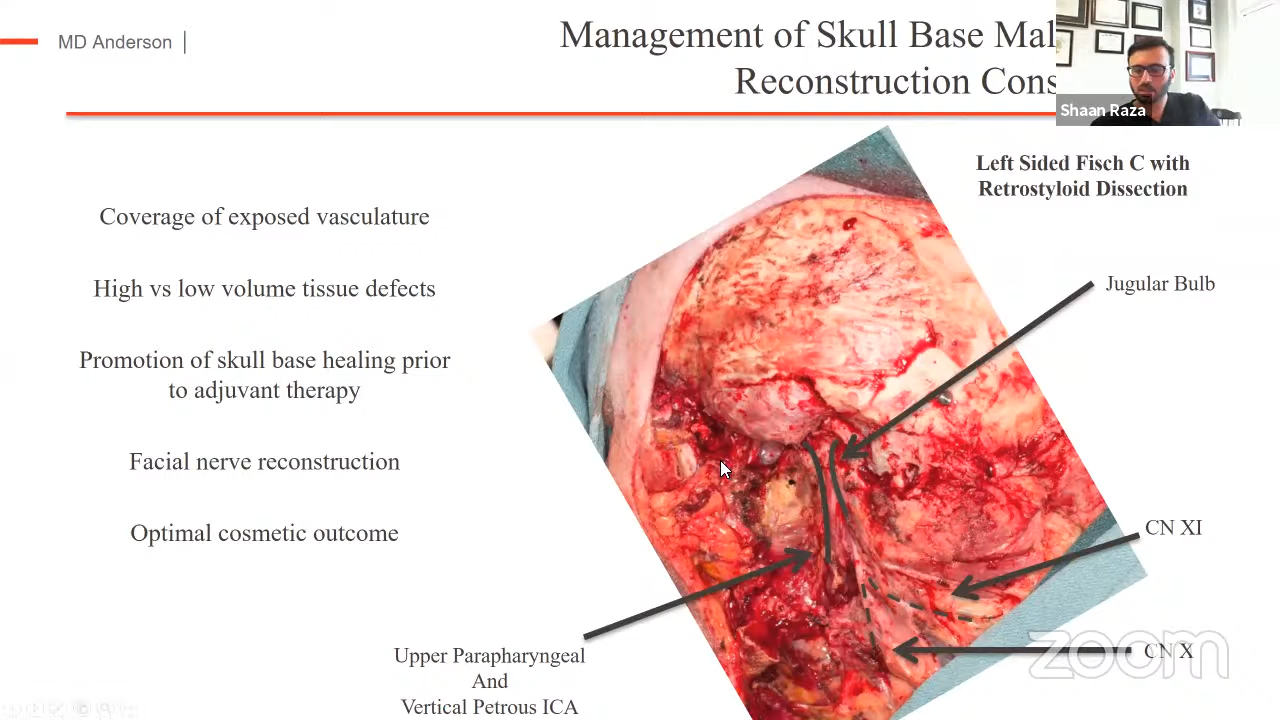 MD Anderson
Management of Skull Base Mal
Reconstruction Cons
Shaan Raza
Left Sided Fisch C with
Retrostyloid Dissection
Coverage of exposed vasculature
High vs low volume tissue defects
Promotion of skull base healing prior
to adjuvant therapy
Facial nerve reconstruction
Optimal cosmetic outcome
Jugular Bulb
CN XI
CN X
Upper Parapharyngeal
And
Vertical Petrous ICA
zoom